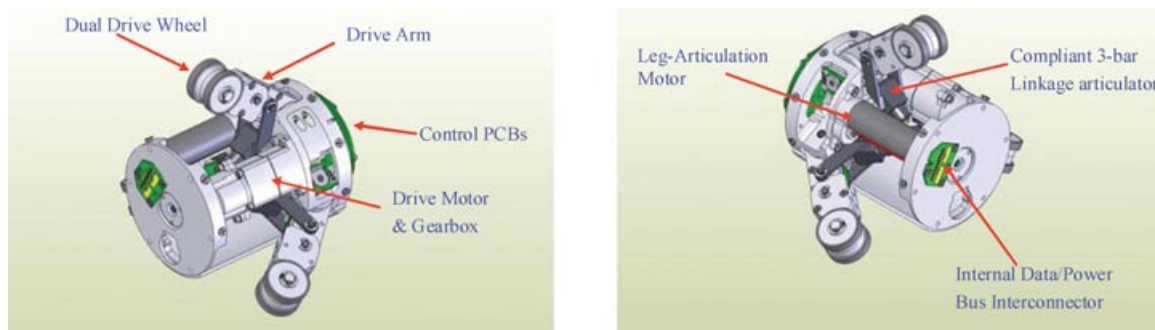 Dual Drive Wheel
Drive Arm
Control PCBs
Drive Motor
& Gearbox
Leg-Articulation
Motor
Compliant 3-bar
Linkage articulator
Internal Data/Power
Bus Interconnector